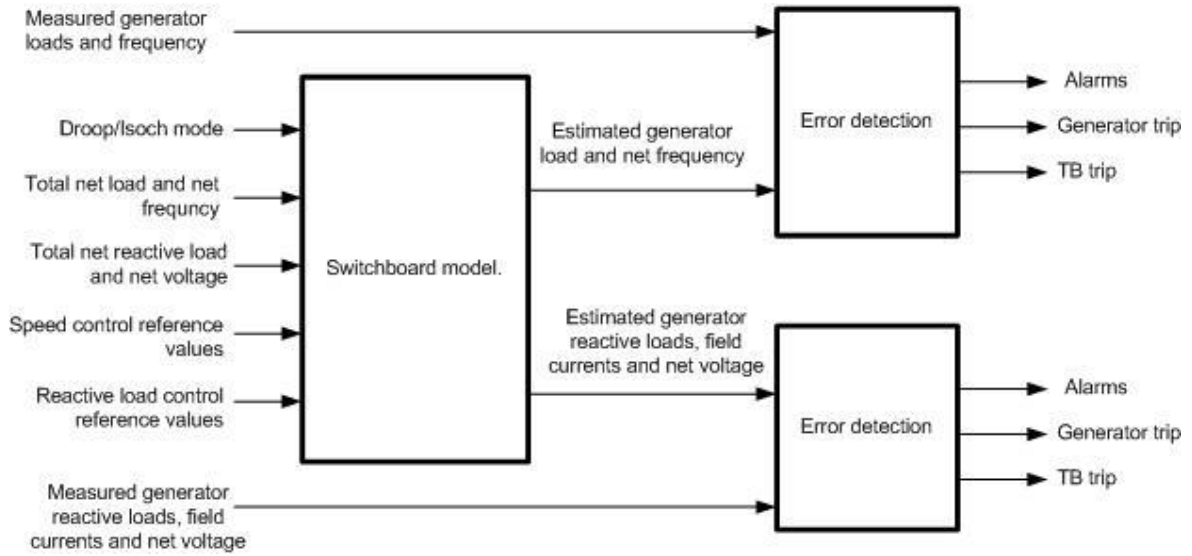 Measured generator
loads and frequency
Droop/Isoch mode
Total net load and net
frequncy
Total net reactive load
and net voltage
Speed control reference
values
Reactive load control
reference values
Measured generator
reactive loads, field
currents and net voltage
Switchboard model.
Estimated generator
load and net frequency
Estimated generator
reactive loads, field
currents and net voltage
Error detection
Alarms
Generator trip
TB trip
Error detection
Alarms
Generator trip
TB trip